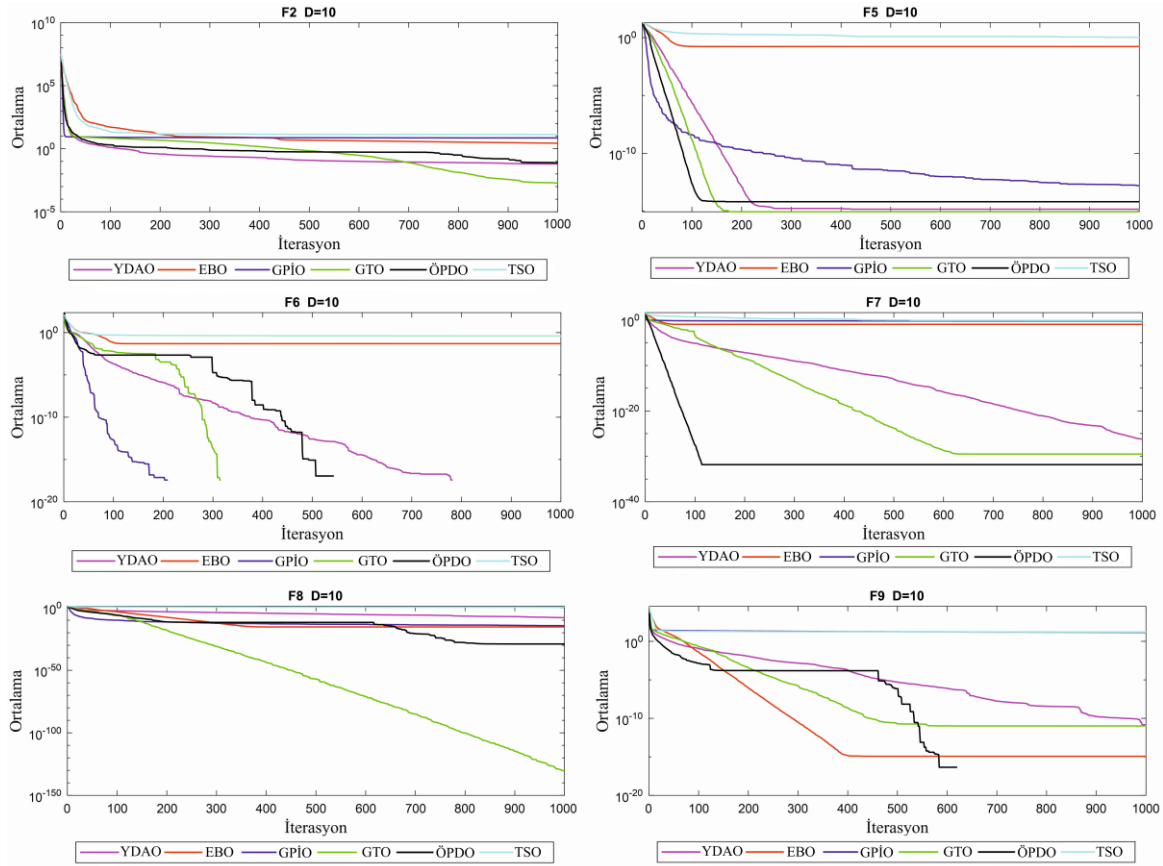 F2 D=10
10^10
10^5
10^0
10^-5
Ortalama
0 100 200 300 400 500 600 700 800 900 1000
İterasyon
YDAO EBO GPİO GTO ÖPDO TSO
F5 D=10
10^0
10^-10
Ortalama
0 100 200 300 400 500 600 700 800 900 1000
İterasyon
YDAO EBO GPİO GTO ÖPDO TSO
F6 D=10
10^0
10^-10
10^-20
Ortalama
0 100 200 300 400 500 600 700 800 900 1000
İterasyon
YDAO EBO GPİO GTO ÖPDO TSO
F7 D=10
10^0
10^-20
10^-40
Ortalama
0 100 200 300 400 500 600 700 800 900 1000
İterasyon
YDAO EBO GPİO GTO ÖPDO TSO
F8 D=10
10^0
10^-50
10^-100
10^-150
Ortalama
0 100 200 300 400 500 600 700 800 900 1000
İterasyon
YDAO EBO GPİO GTO ÖPDO TSO
F9 D=10
10^0
10^-10
10^-20
Ortalama
0 100 200 300 400 500 600 700 800 900 1000
İterasyon
YDAO EBO GPİO GTO ÖPDO TSO